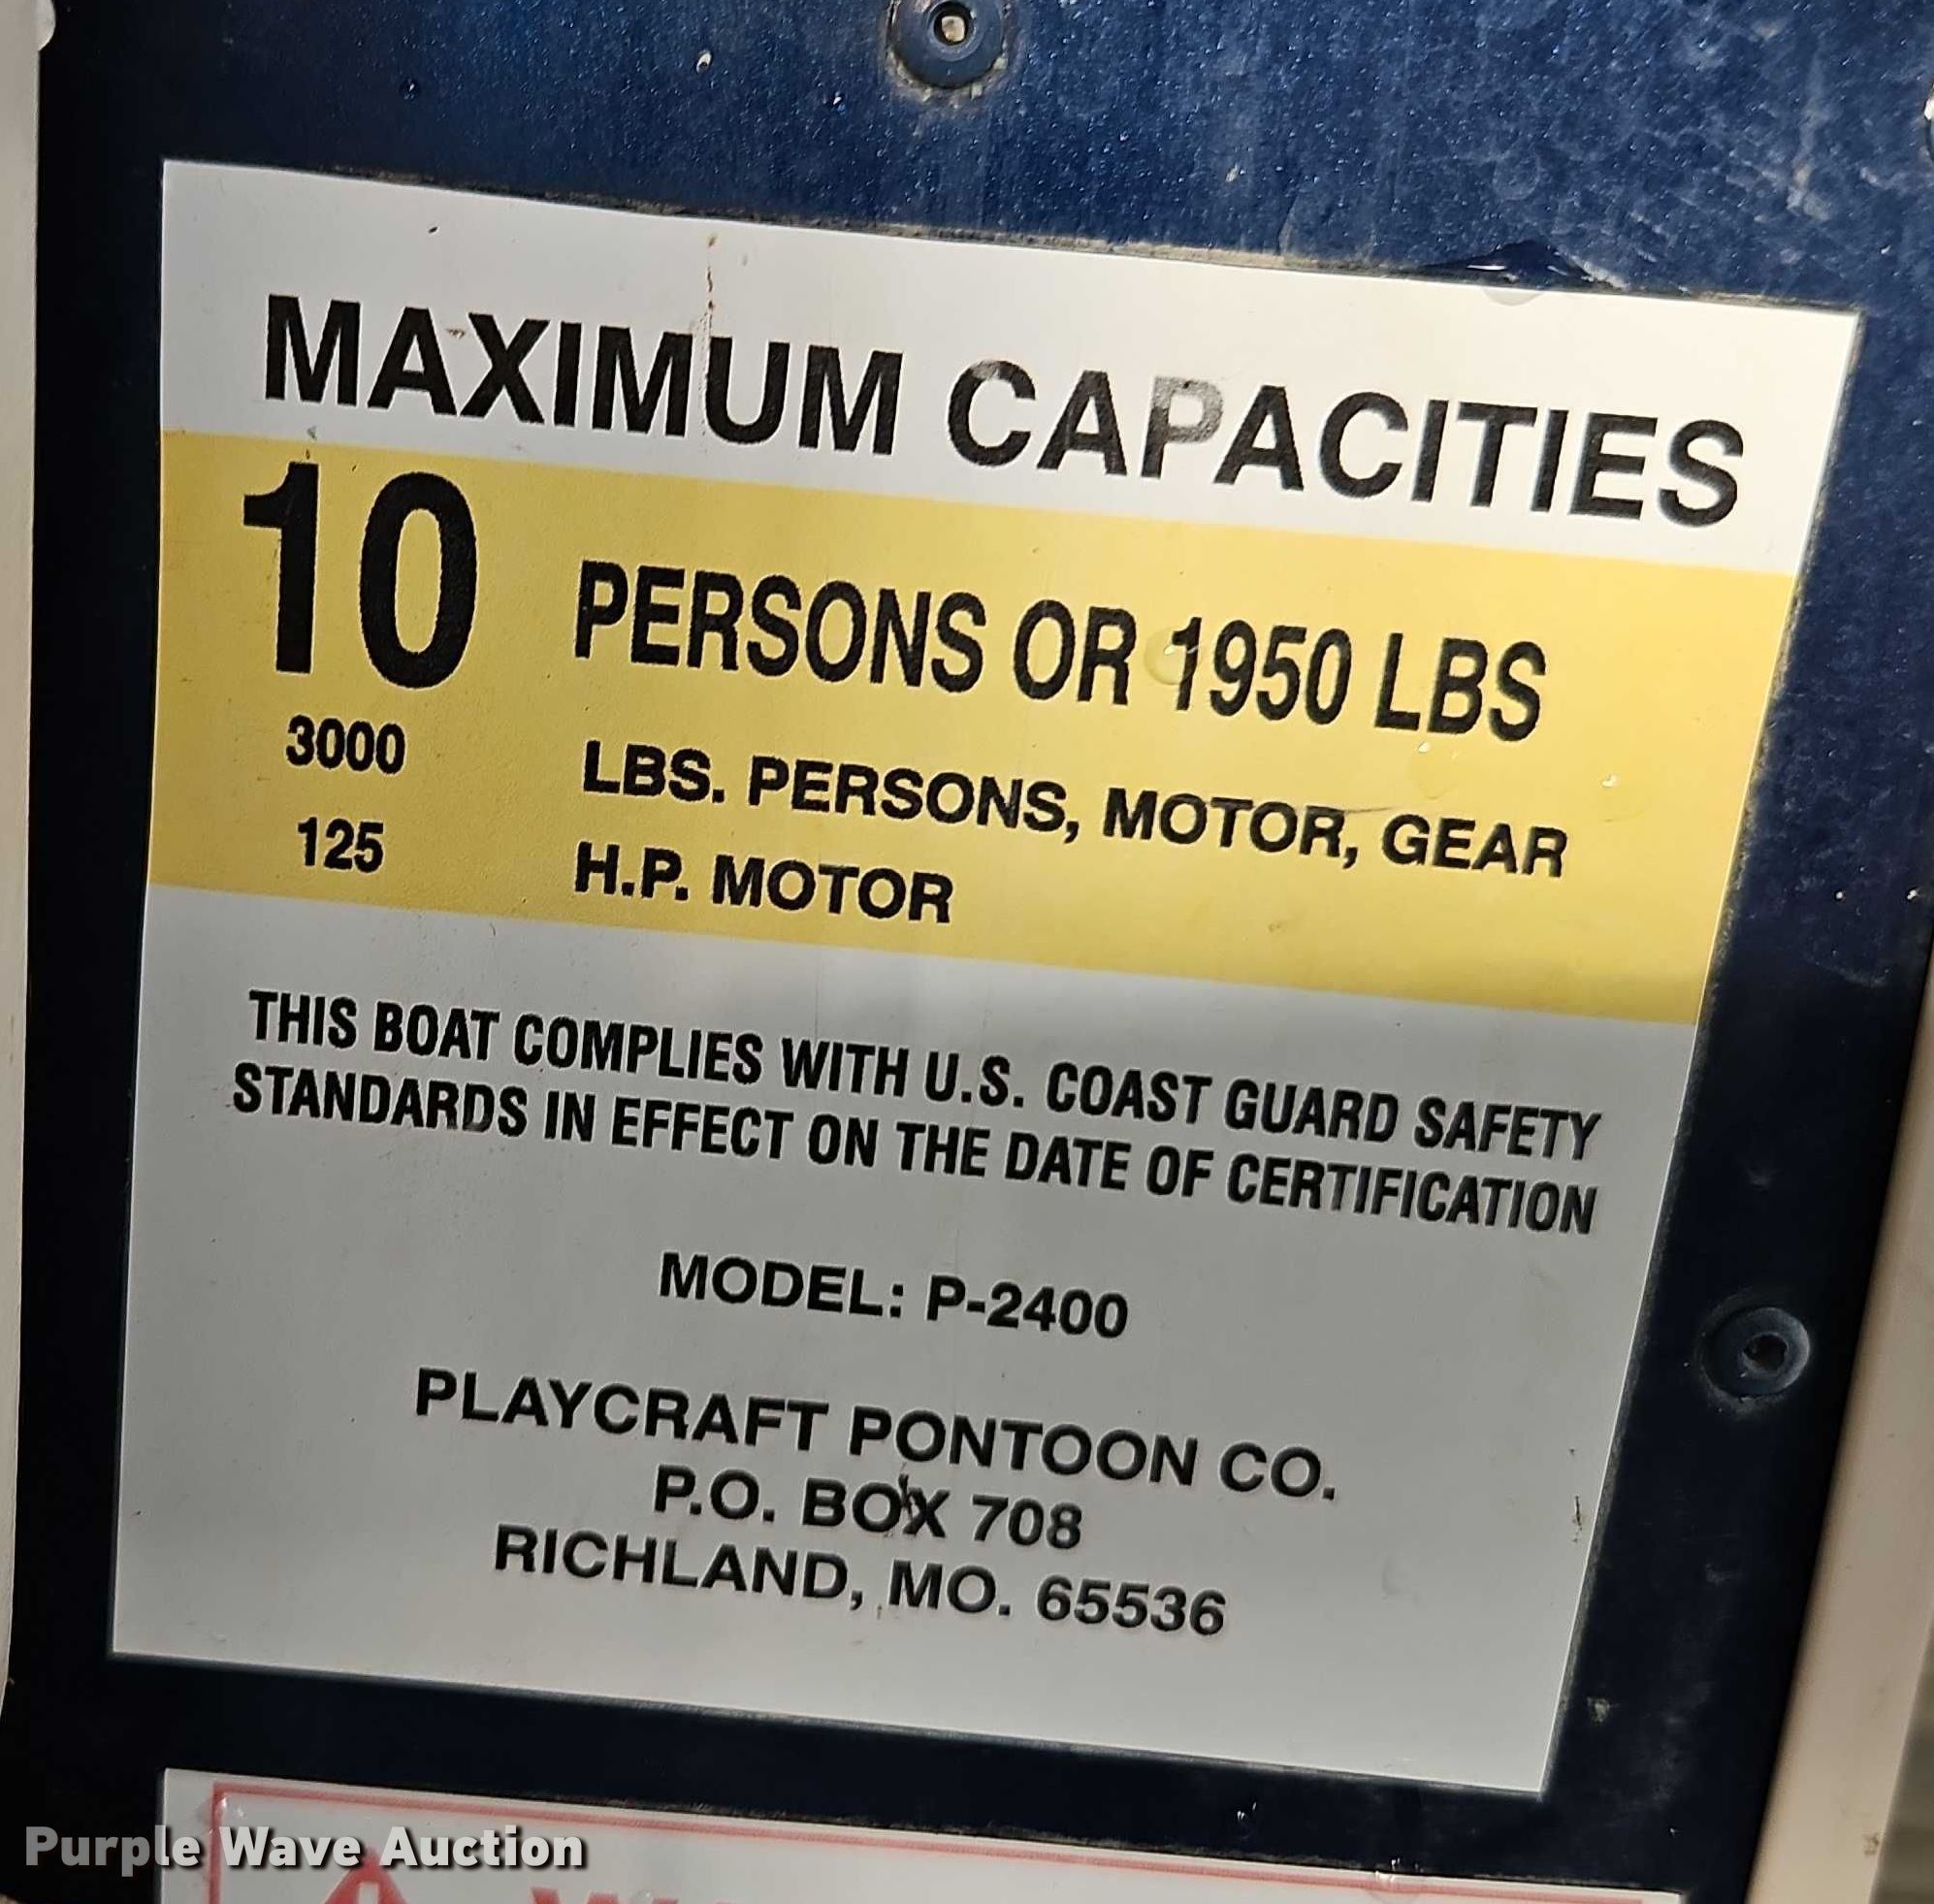 MAXIMUM CAPACITIES
10 PERSONS OR 1950 LBS
3000 LBS. PERSONS, MOTOR, GEAR
125 H.P. MOTOR
THIS BOAT COMPLIES WITH U.S. COAST GUARD SAFETY
STANDARDS IN EFFECT ON THE DATE OF CERTIFICATION
MODEL: P-2400
PLAYCRAFT PONTOON CO.
P.O. BOX 708
RICHLAND, MO. 65536
Purple Wave Auction